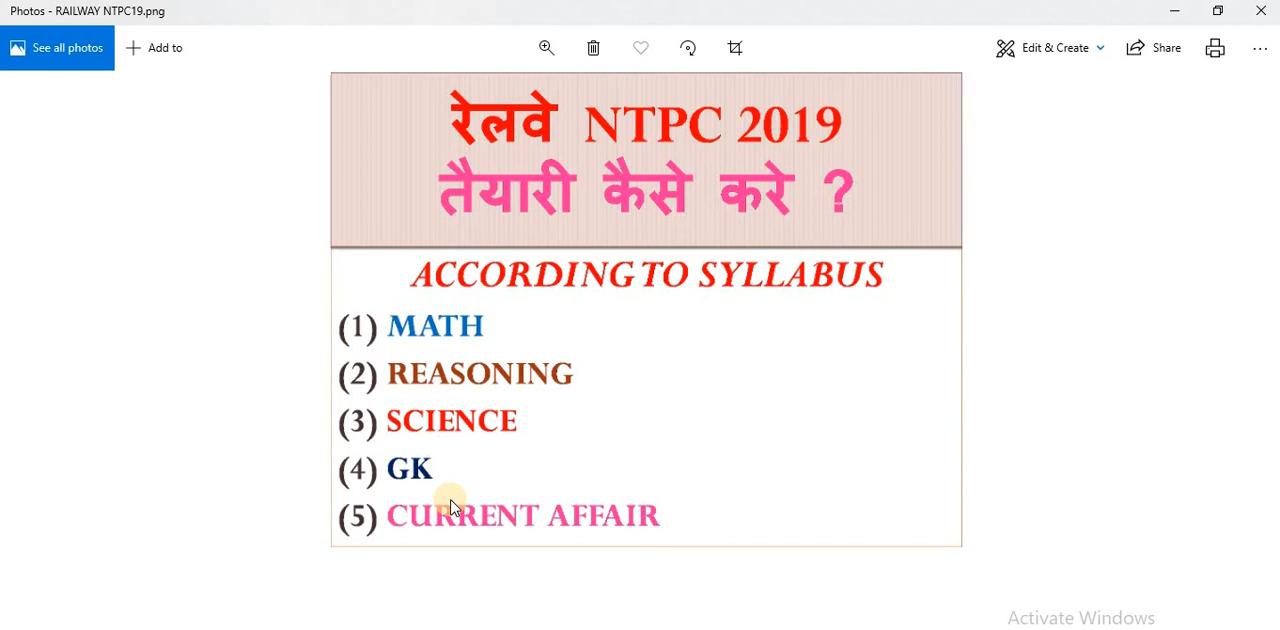 Photos - RAILWAY NTPC19.png
See all photos
Add to
Edit & Create
Share
रेलवे NTPC 2019
तैयारी कैसे करे ?
ACCORDING TO SYLLABUS
(1) MATH
(2) REASONING
(3) SCIENCE
(4) GK
(5) CURRENT AFFAIR
Activate Windows